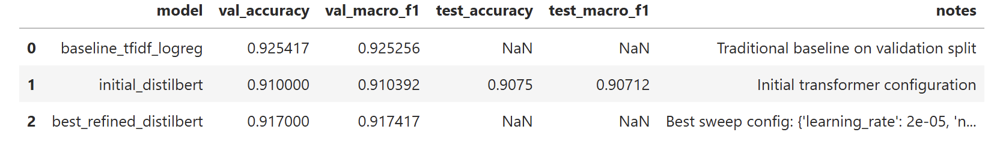 model val_accuracy val_macro_f1 test_accuracy test_macro_f1 notes
0 baseline_tfidf_logreg 0.925417 0.925256 NaN NaN Traditional baseline on validation split
1 initial_distilbert 0.910000 0.910392 0.9075 0.90712 Initial transformer configuration
2 best_refined_distilbert 0.917000 0.917417 NaN NaN Best sweep config: {'learning_rate': 2e-05, 'n...